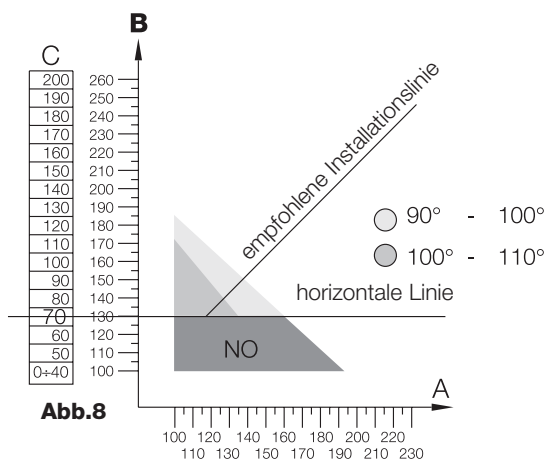 B
C
200 260
190 250
180 240
170 230
160 220
150 210
140 200
130 190
120 180
110 170
100 160
90 150
80 140
70 130
60 120
50 110
0÷40 100
empfohlene Installationslinie
90° - 100°
100° - 110°
horizontale Linie
NO
A
Abb.8
100 120 140 160 180 200 220
110 130 150 170 190 210 230